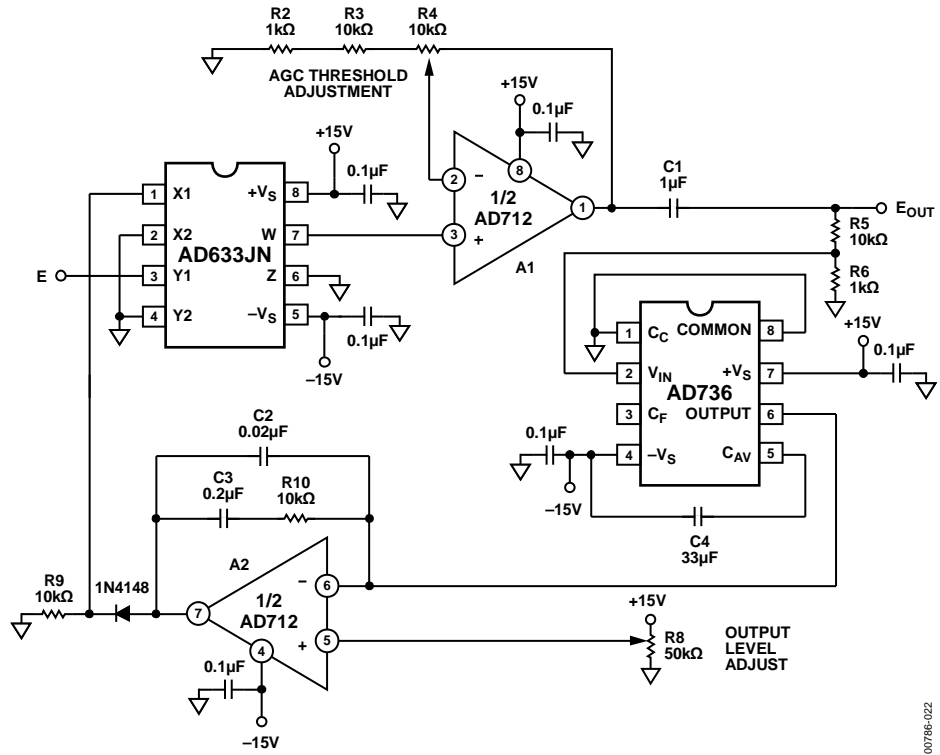 R2
1kΩ
R3
10kΩ
R4
10kΩ
AGC THRESHOLD
ADJUSTMENT
+15V
0.1µF
+15V
0.1µF
C1
1µF
1 X1
2 X2
3 Y1
4 Y2
+VS 8
W 7
Z 6
−VS 5
AD633JN
E
0.1µF
−15V
2 −
3 +
8
1
1/2
AD712
A1
EOUT
R5
10kΩ
R6
1kΩ
1 CC
2 VIN
3 CF
4 −VS
COMMON 8
+VS 7
OUTPUT 6
CAV 5
AD736
+15V
0.1µF
0.1µF
−15V
C4
33µF
C2
0.02µF
C3
0.2µF
R10
10kΩ
A2
R9
10kΩ
1N4148
7
− 6
+ 5
4
1/2
AD712
0.1µF
−15V
+15V
R8
50kΩ
OUTPUT
LEVEL
ADJUST
00786-022